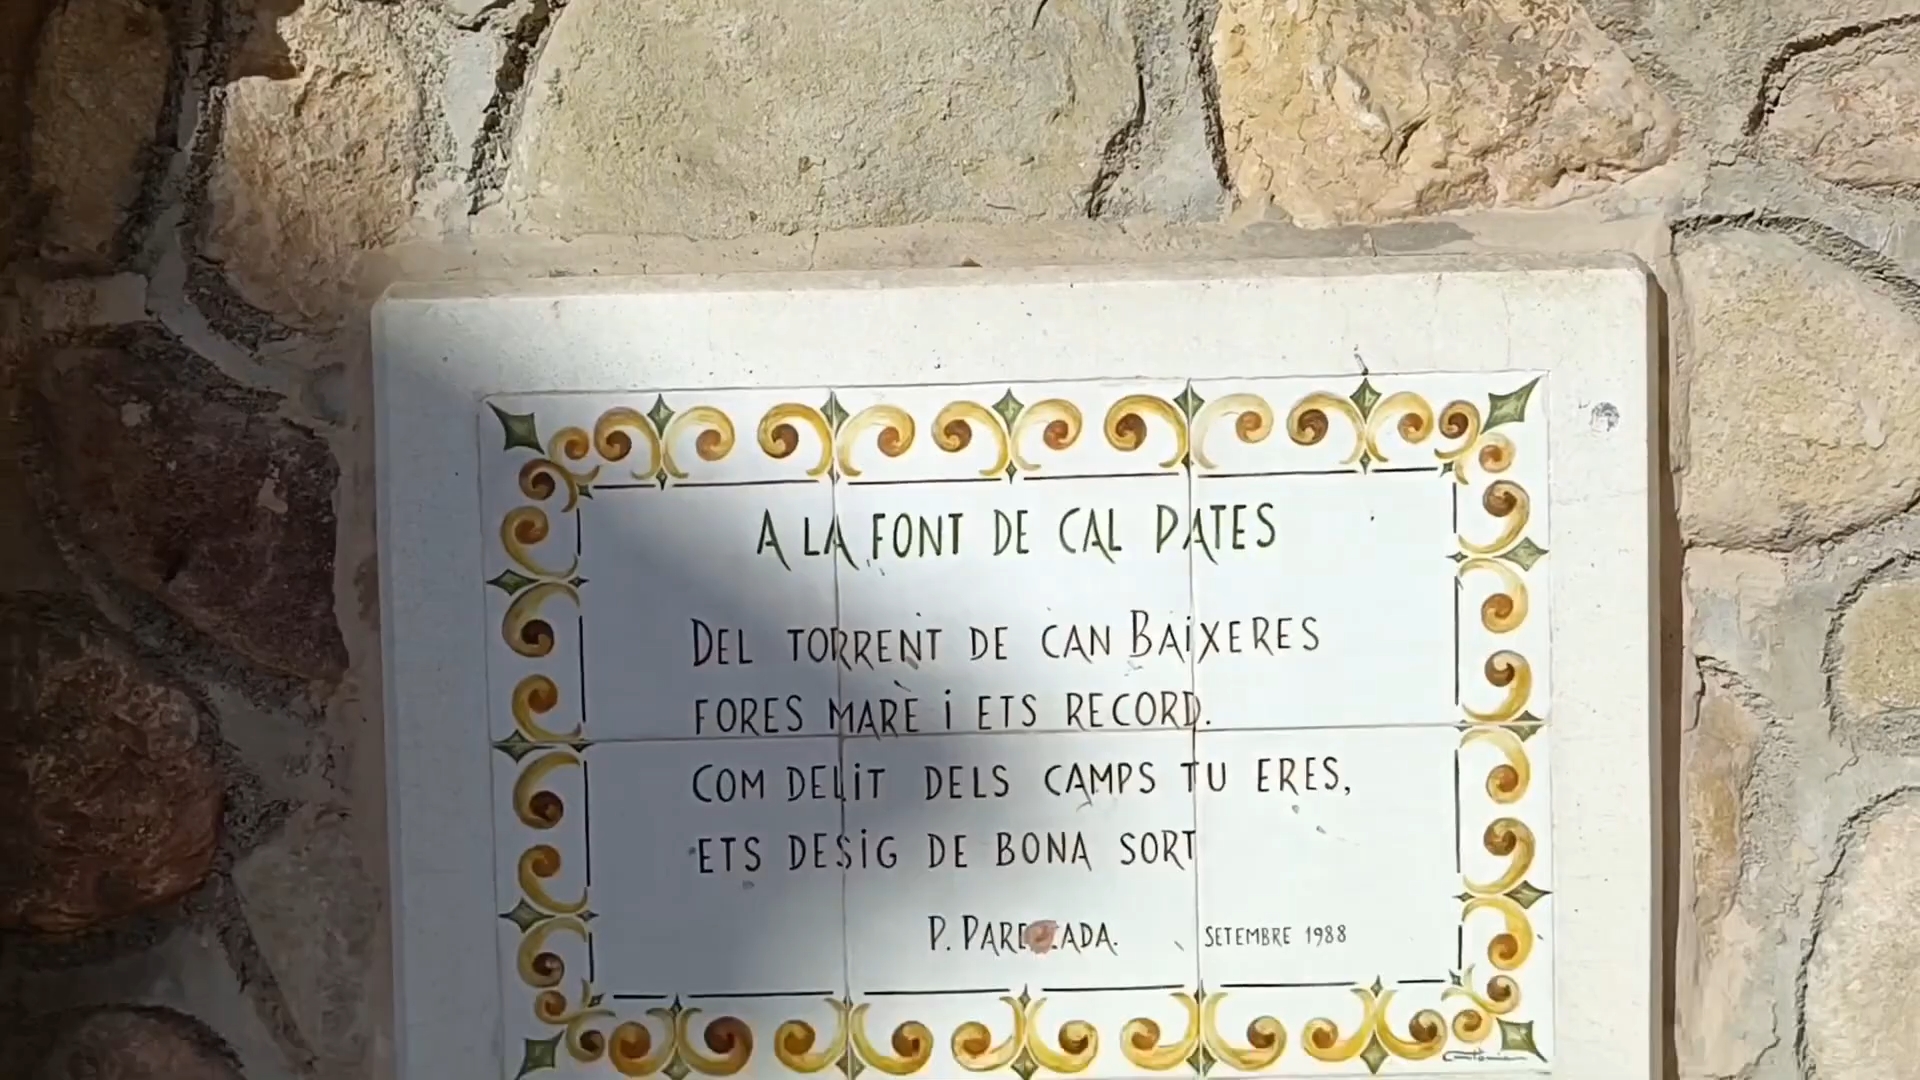 A LA FONT DE CAL PATES
DEL TORRENT DE CAN BAIXERES
FORES MARE I ETS RECORD.
COM DELIT DELS CAMPS TU ERES,
ETS DESIG DE BONA SORT
P. SETEMBRE 1988